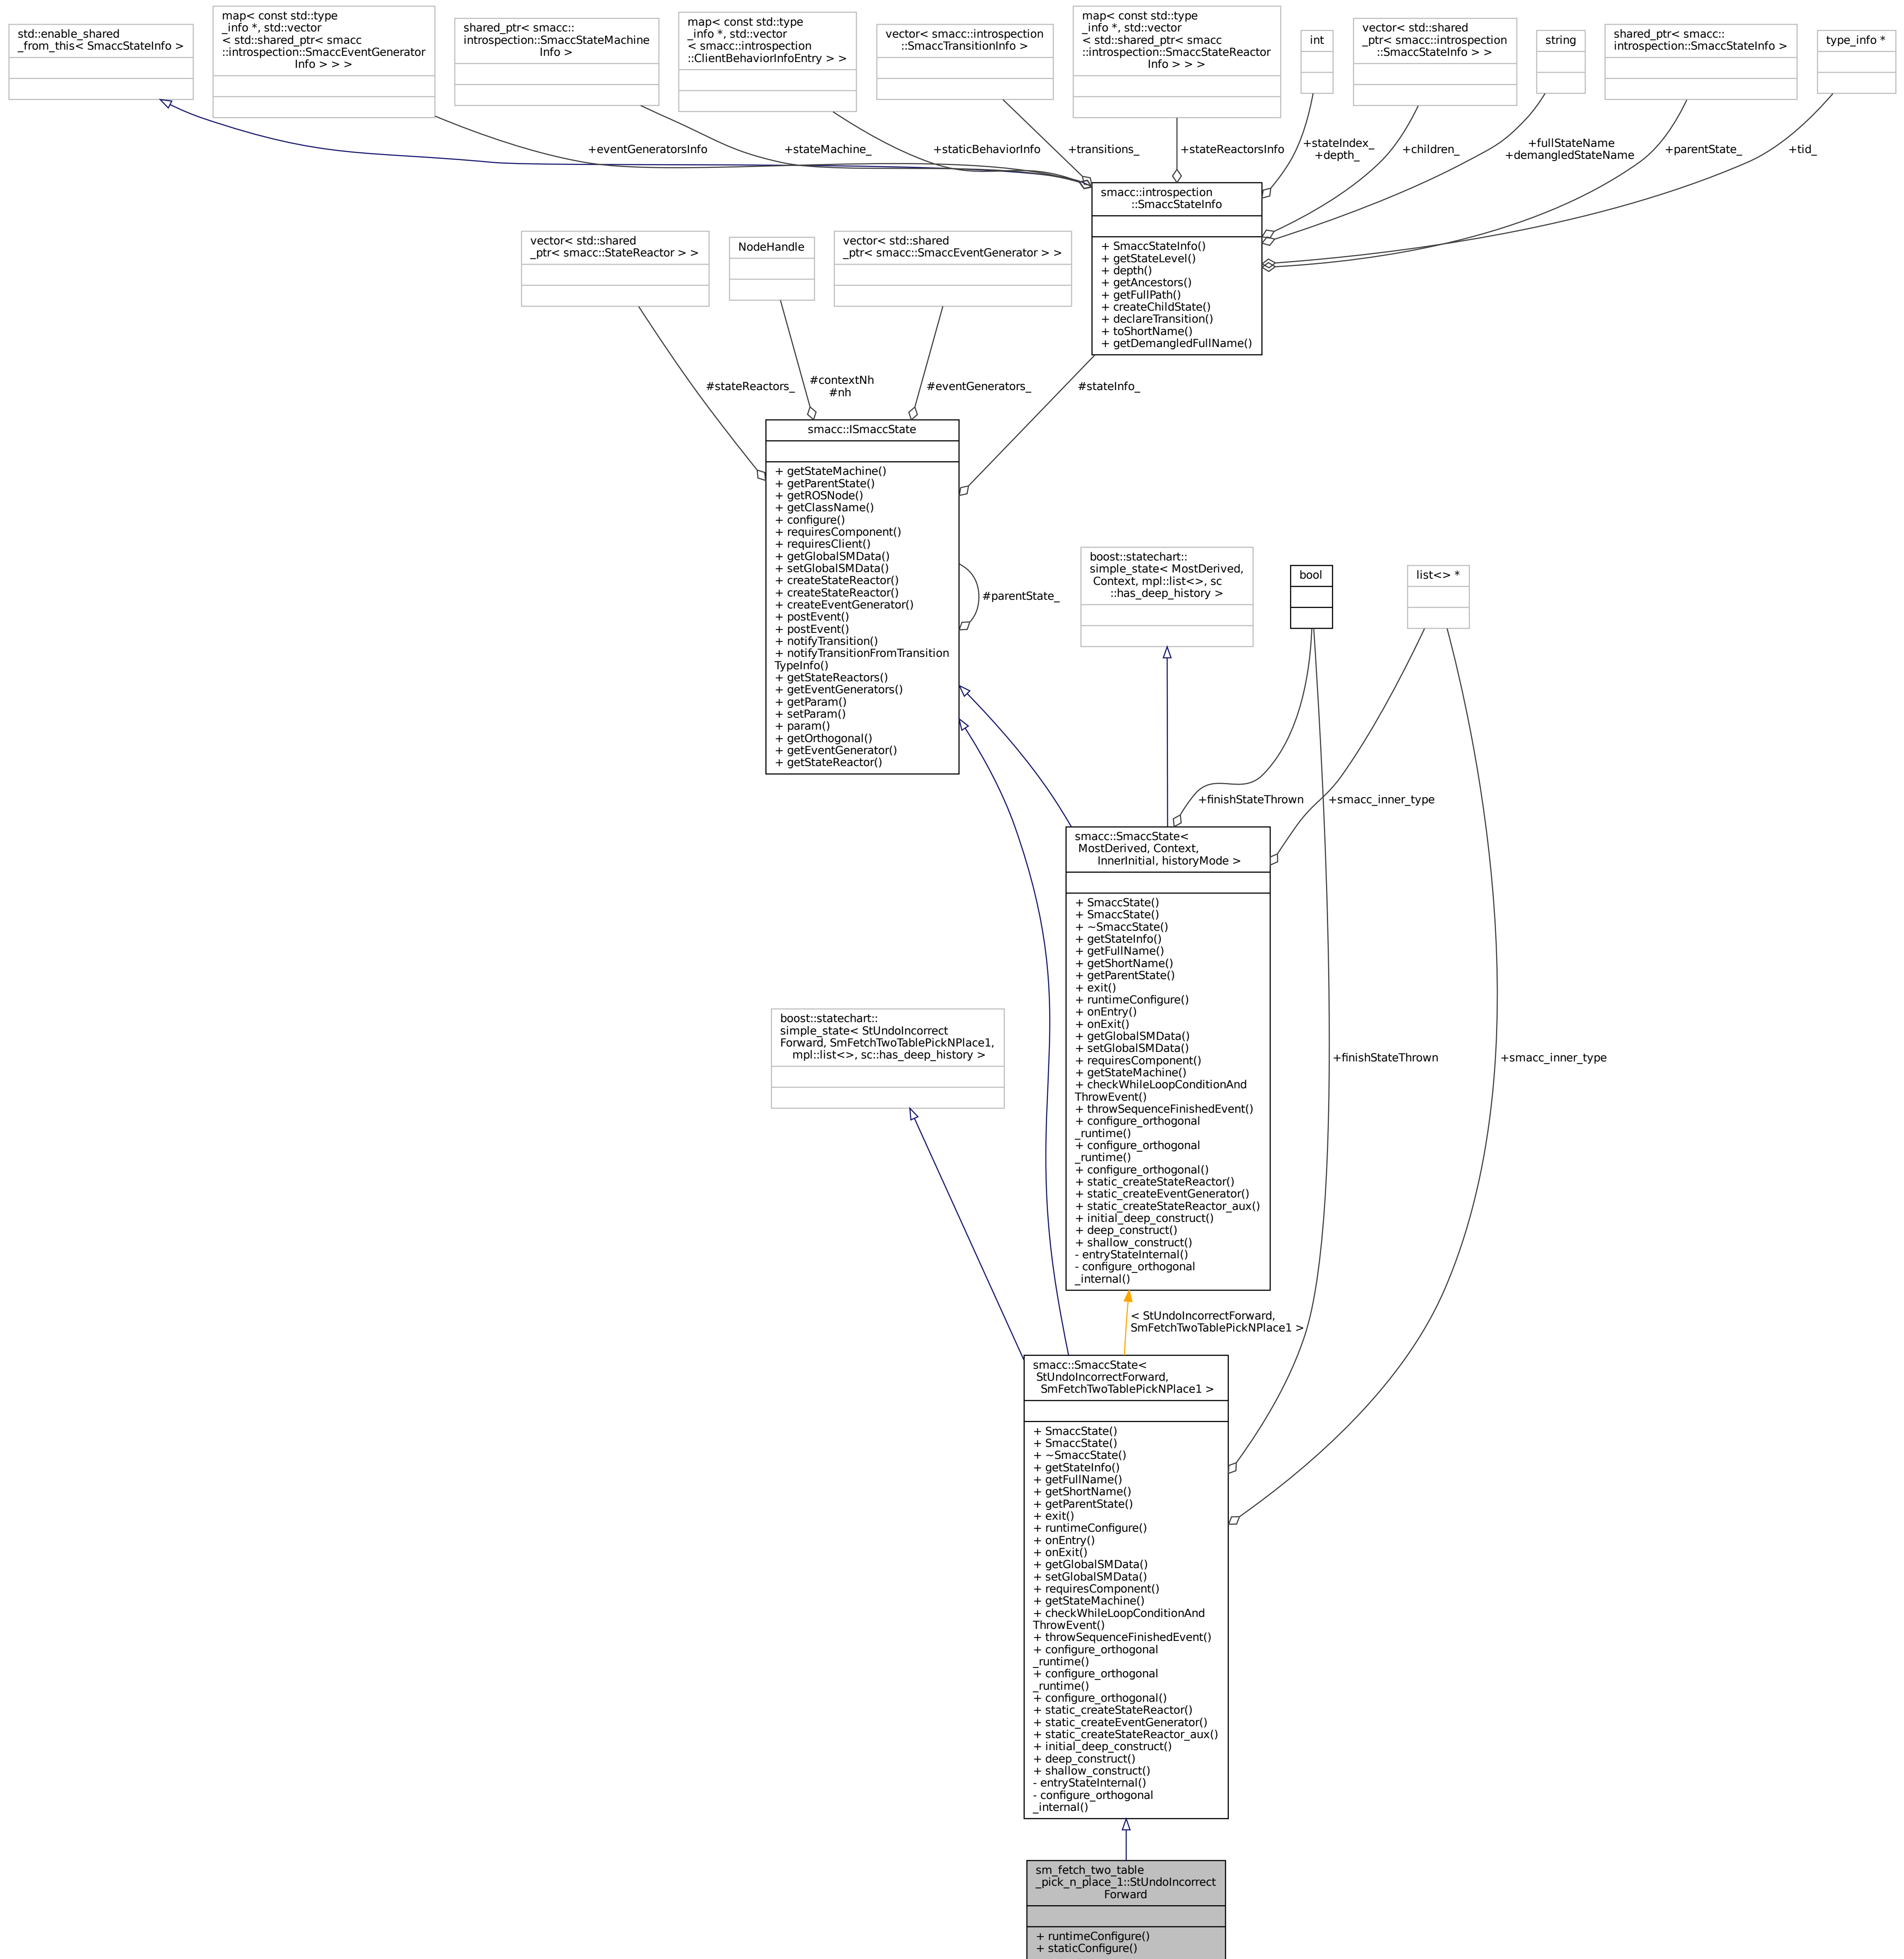 std::enable_shared
_from_this< SmaccStateInfo >
map< const std::type
_info *, std::vector
< std::shared_ptr< smacc
::introspection::SmaccEventGenerator
Info > > >
shared_ptr< smacc::
introspection::SmaccStateMachine
Info >
map< const std::type
_info *, std::vector
< smacc::introspection
::ClientBehaviorInfoEntry > >
vector< smacc::introspection
::SmaccTransitionInfo >
map< const std::type
_info *, std::vector
< std::shared_ptr< smacc
::introspection::SmaccStateReactor
Info > > >
int
vector< std::shared
_ptr< smacc::introspection
::SmaccStateInfo > >
string
shared_ptr< smacc::
introspection::SmaccStateInfo >
type_info *
+eventGeneratorsInfo
+stateMachine_
+staticBehaviorInfo
+transitions_
+stateReactorsInfo
+stateIndex_
+depth_
+children_
+fullStateName
+demangledStateName
+parentState_
+tid_
smacc::introspection
::SmaccStateInfo
+ SmaccStateInfo()
+ getStateLevel()
+ depth()
+ getAncestors()
+ getFullPath()
+ createChildState()
+ declareTransition()
+ toShortName()
+ getDemangledFullName()
vector< std::shared
_ptr< smacc::StateReactor > >
NodeHandle
vector< std::shared
_ptr< smacc::SmaccEventGenerator > >
#stateReactors_
#contextNh
#nh
#eventGenerators_
#stateInfo_
smacc::ISmaccState
+ getStateMachine()
+ getParentState()
+ getROSNode()
+ getClassName()
+ configure()
+ requiresComponent()
+ requiresClient()
+ getGlobalSMData()
+ setGlobalSMData()
+ createStateReactor()
+ createStateReactor()
+ createEventGenerator()
+ postEvent()
+ postEvent()
+ notifyTransition()
+ notifyTransitionFromTransition
TypeInfo()
+ getStateReactors()
+ getEventGenerators()
+ getParam()
+ setParam()
+ param()
+ getOrthogonal()
+ getEventGenerator()
+ getStateReactor()
#parentState_
boost::statechart::
simple_state< MostDerived,
Context, mpl::list<>, sc
::has_deep_history >
bool
list<> *
+finishStateThrown
+smacc_inner_type
smacc::SmaccState<
MostDerived, Context,
InnerInitial, historyMode >
+ SmaccState()
+ SmaccState()
+ ~SmaccState()
+ getStateInfo()
+ getFullName()
+ getShortName()
+ getParentState()
+ exit()
+ runtimeConfigure()
+ onEntry()
+ onExit()
+ getGlobalSMData()
+ setGlobalSMData()
+ requiresComponent()
+ getStateMachine()
+ checkWhileLoopConditionAnd
ThrowEvent()
+ throwSequenceFinishedEvent()
+ configure_orthogonal
_runtime()
+ configure_orthogonal
_runtime()
+ configure_orthogonal()
+ static_createStateReactor()
+ static_createEventGenerator()
+ static_createStateReactor_aux()
+ initial_deep_construct()
+ deep_construct()
+ shallow_construct()
- entryStateInternal()
- configure_orthogonal
_internal()
boost::statechart::
simple_state< StUndoIncorrect
Forward, SmFetchTwoTablePickNPlace1,
mpl::list<>, sc::has_deep_history >
+finishStateThrown
+smacc_inner_type
< StUndoIncorrectForward,
SmFetchTwoTablePickNPlace1 >
smacc::SmaccState<
StUndoIncorrectForward,
SmFetchTwoTablePickNPlace1 >
+ SmaccState()
+ SmaccState()
+ ~SmaccState()
+ getStateInfo()
+ getFullName()
+ getShortName()
+ getParentState()
+ exit()
+ runtimeConfigure()
+ onEntry()
+ onExit()
+ getGlobalSMData()
+ setGlobalSMData()
+ requiresComponent()
+ getStateMachine()
+ checkWhileLoopConditionAnd
ThrowEvent()
+ throwSequenceFinishedEvent()
+ configure_orthogonal
_runtime()
+ configure_orthogonal
_runtime()
+ configure_orthogonal()
+ static_createStateReactor()
+ static_createEventGenerator()
+ static_createStateReactor_aux()
+ initial_deep_construct()
+ deep_construct()
+ shallow_construct()
- entryStateInternal()
- configure_orthogonal
_internal()
sm_fetch_two_table
_pick_n_place_1::StUndoIncorrect
Forward
+ runtimeConfigure()
+ staticConfigure()